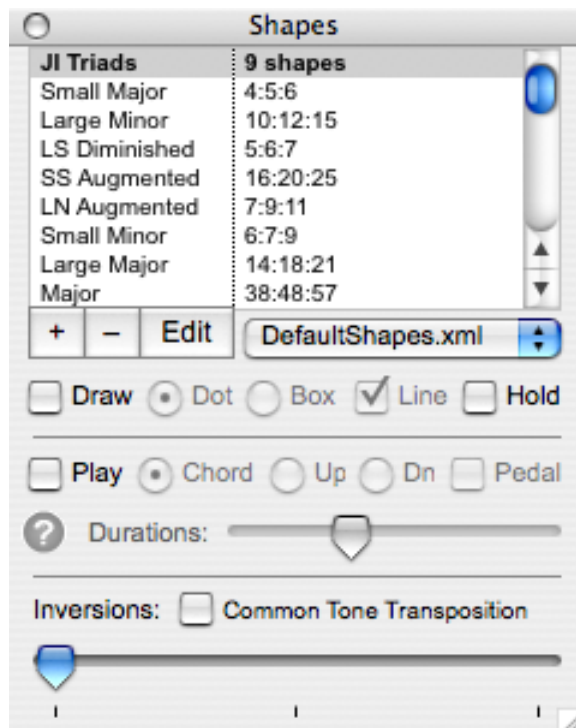 Shapes
JI Triads 9 shapes
Small Major 4:5:6
Large Minor 10:12:15
LS Diminished 5:6:7
SS Augmented 16:20:25
LN Augmented 7:9:11
Small Minor 6:7:9
Large Major 14:18:21
Major 38:48:57
+ – Edit DefaultShapes.xml
Draw Dot Box Line Hold
Play Chord Up Dn Pedal
? Durations:
Inversions: Common Tone Transposition